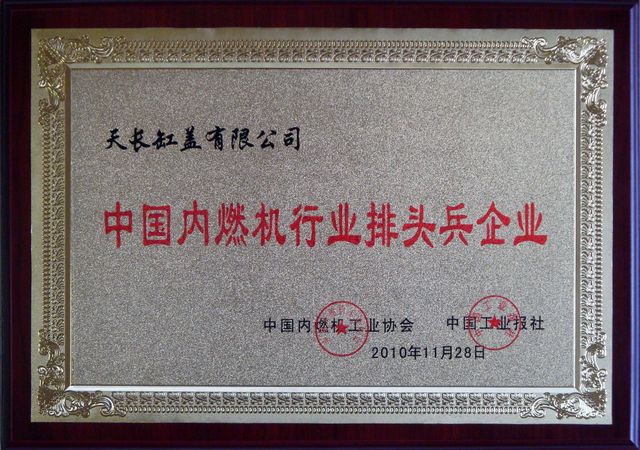 天长缸盖有限公司
中国内燃机行业排头兵企业
中国内燃机工业协会 中国工业报社
2010年11月28日